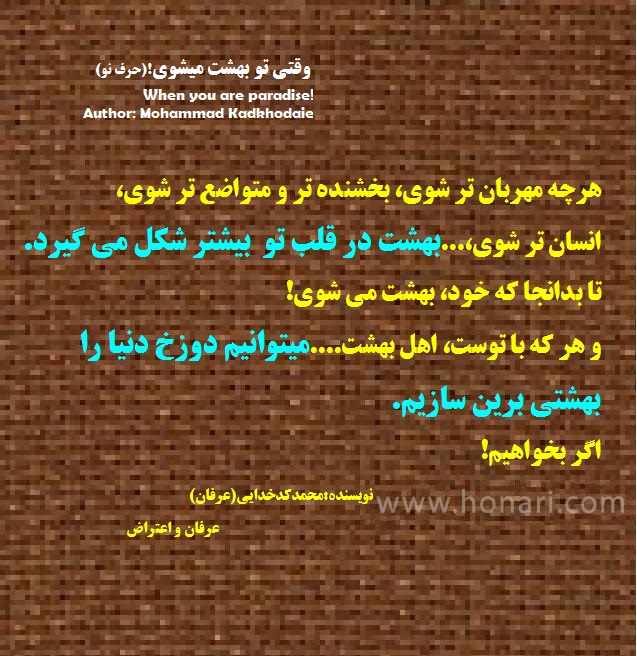 وقتی تو بهشت میشوی!(حرف نو)
When you are paradise!
Author: Mohammad Kadkhodaie
هرچه مهربان تر شوی، بخشنده تر و متواضع تر شوی،
انسان تر شوی،...بهشت در قلب تو بیشتر شکل می گیرد.
تا بدانجا که خود، بهشت می شوی!
و هر که با توست، اهل بهشت....میتوانیم دوزخ دنیا را
بهشتی برین سازیم.
اگر بخواهیم!
نویسنده:محمدکدخدایی(عرفان)
www.honari.com
عرفان و اعتراض